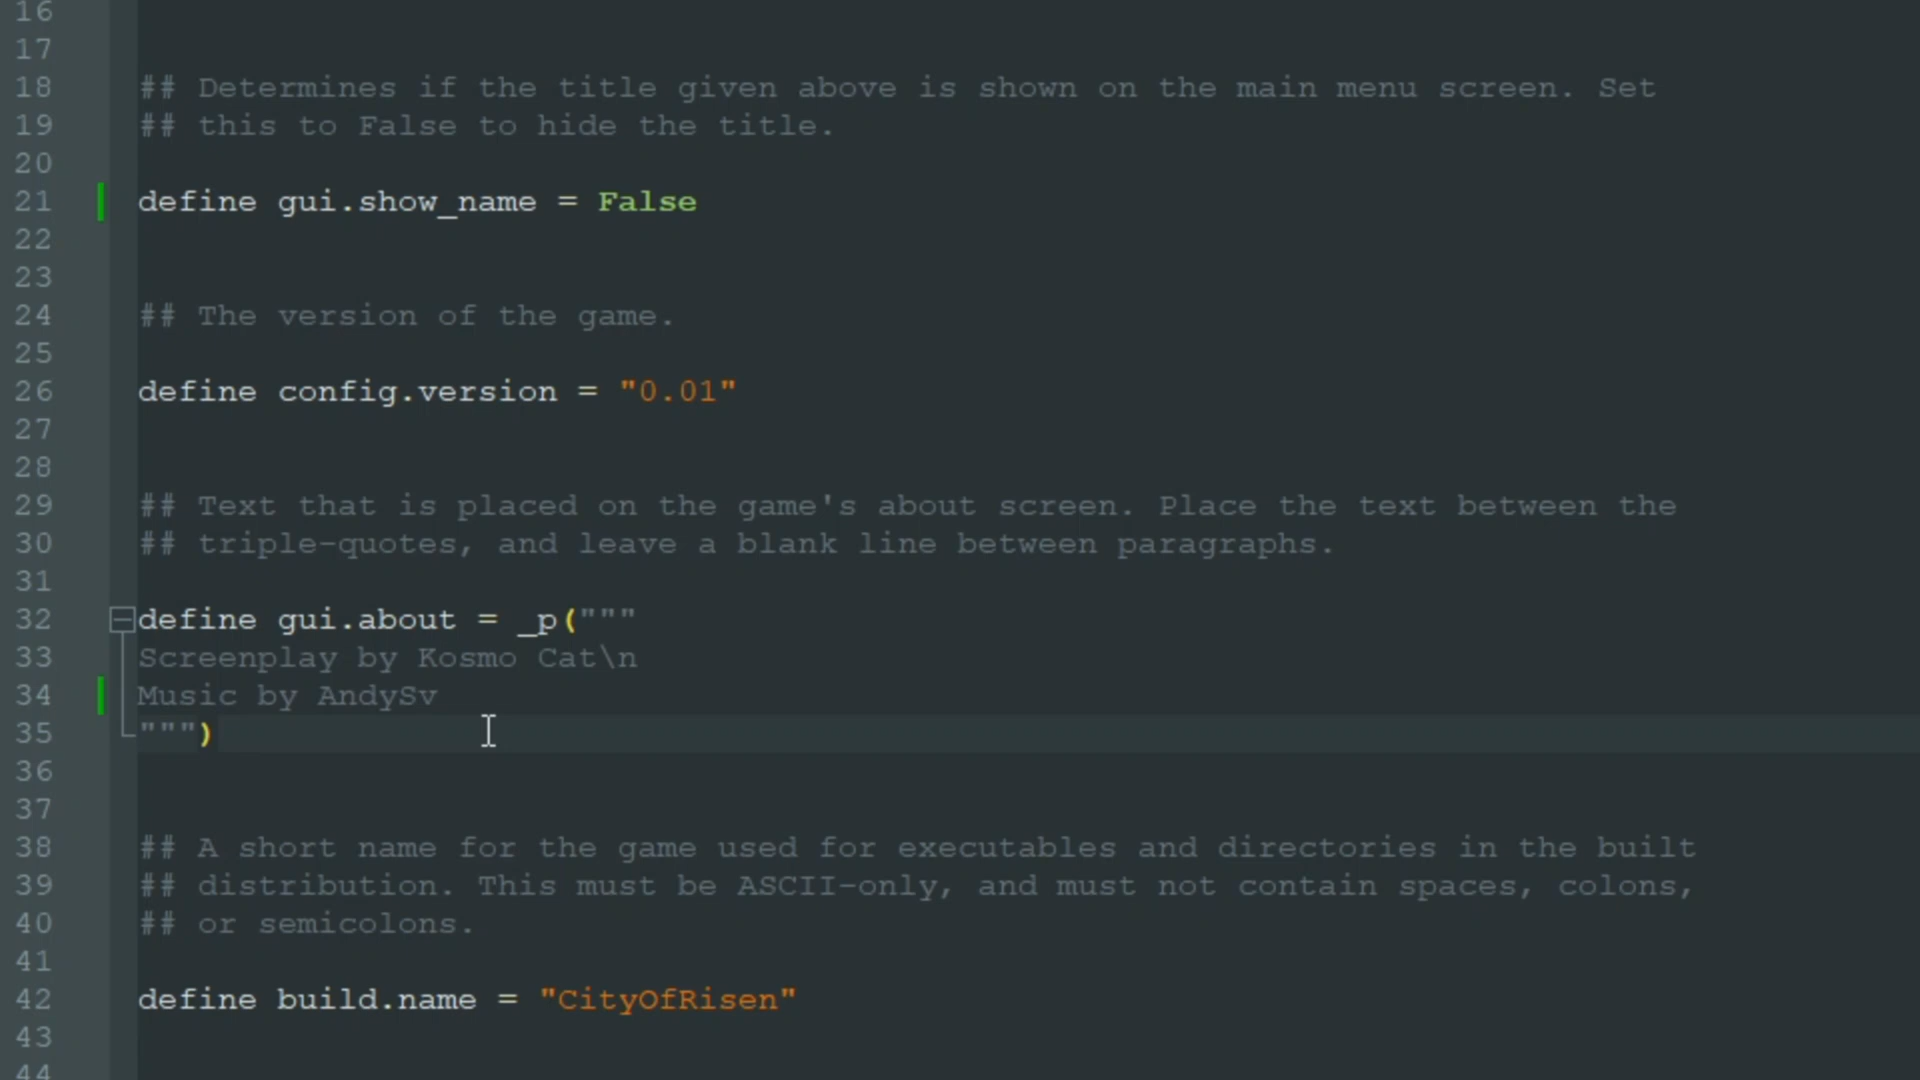 16
17
18 ## Determines if the title given above is shown on the main menu screen. Set
19 ## this to False to hide the title.
20
21 define gui.show_name = False
22
23
24 ## The version of the game.
25
26 define config.version = "0.01"
27
28
29 ## Text that is placed on the game's about screen. Place the text between the
30 ## triple-quotes, and leave a blank line between paragraphs.
31
32 define gui.about = _p("""
33 Screenplay by Kosmo Cat\n
34 Music by AndySv
35 """)
36
37
38 ## A short name for the game used for executables and directories in the built
39 ## distribution. This must be ASCII-only, and must not contain spaces, colons,
40 ## or semicolons.
41
42 define build.name = "CityOfRisen"
43
44